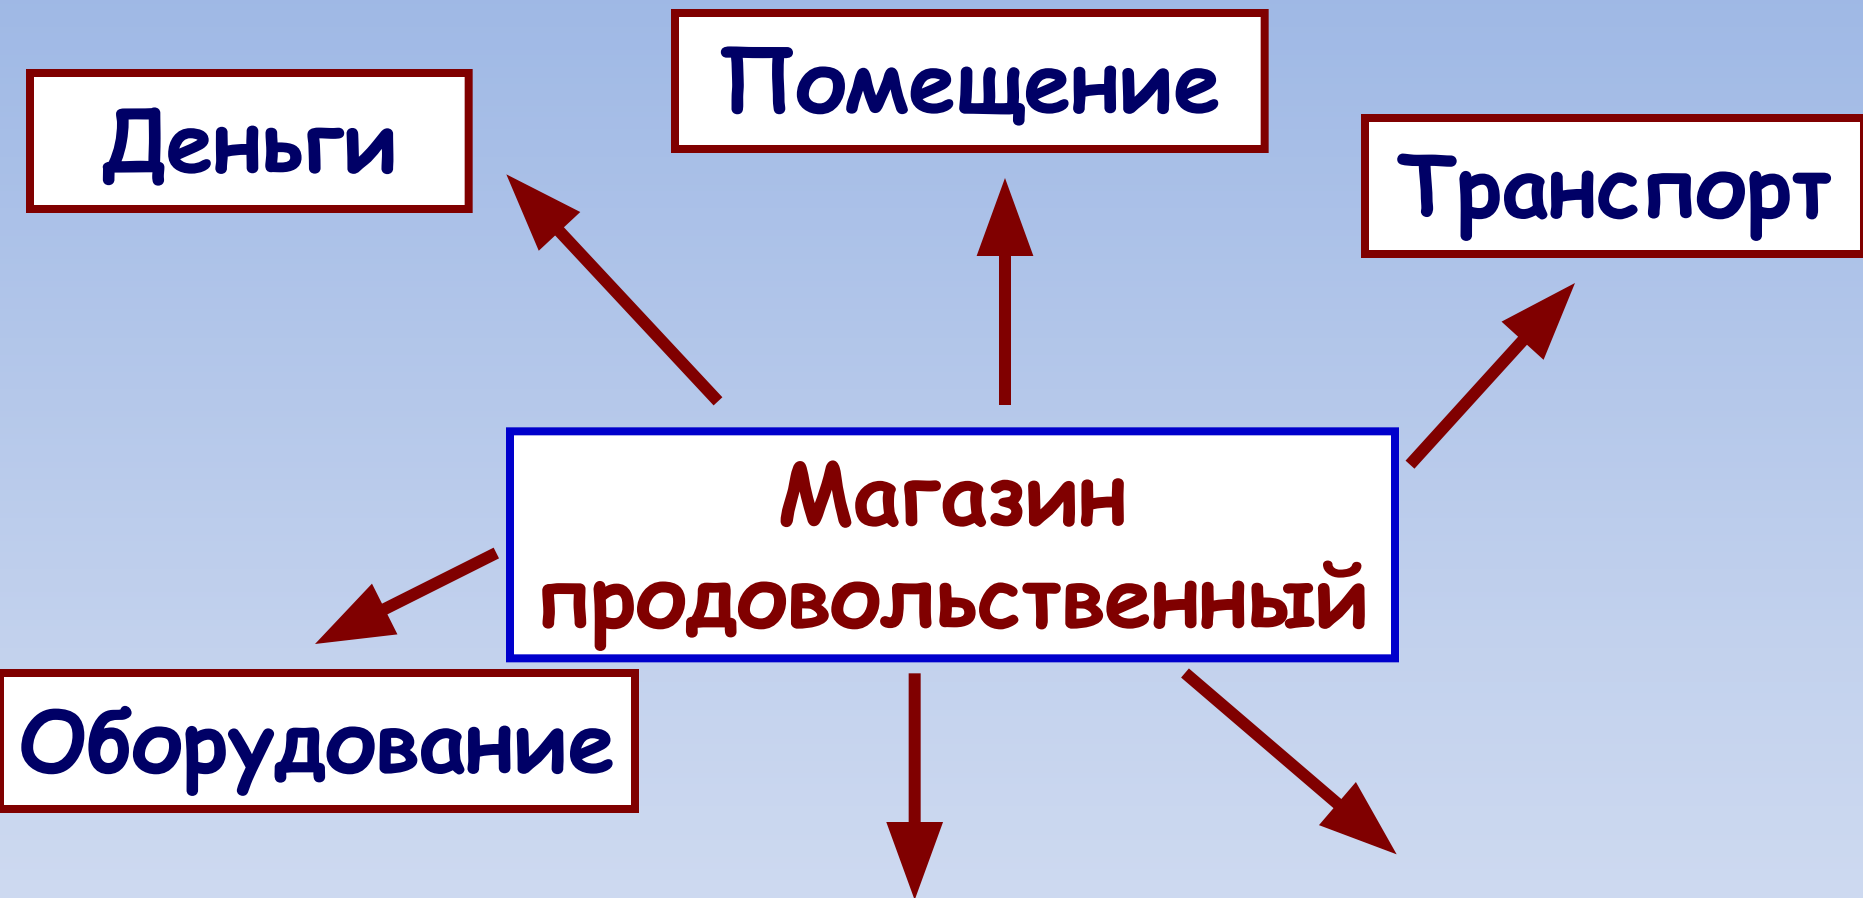 Помещение
Деньги
Транспорт
Магазин
продовольственный
Оборудование